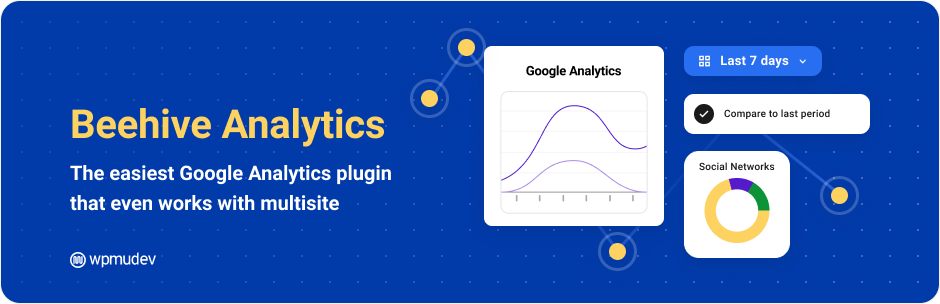 Beehive Analytics
The easiest Google Analytics plugin
that even works with multisite
wpmudev
Google Analytics
Last 7 days
Compare to last period
Social Networks